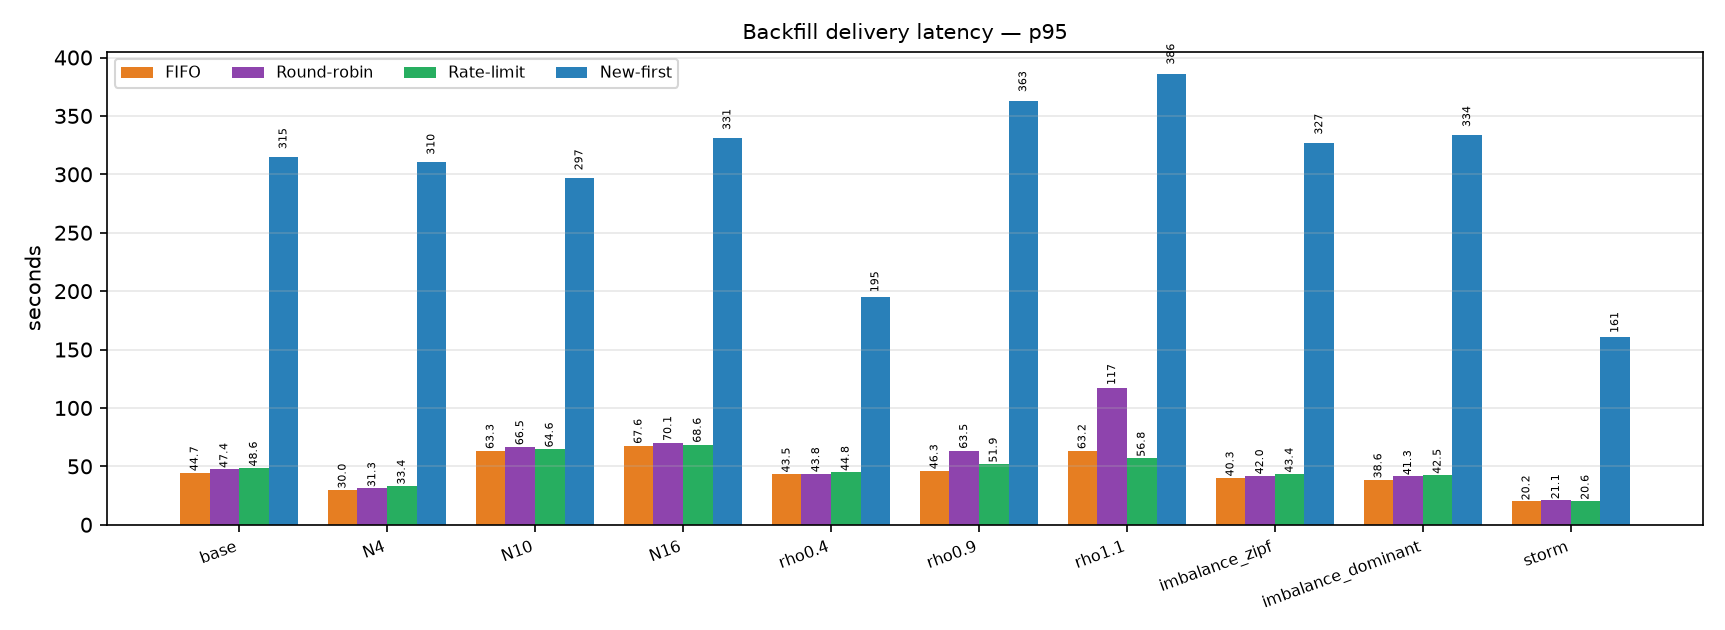 Backfill delivery latency — p95
seconds
400
350
300
250
200
150
100
50
0
FIFO Round-robin Rate-limit New-first
44.7 47.4 48.6 315
30.0 31.3 33.4 310
63.3 66.5 64.6 297
67.6 70.1 68.6 331
43.5 43.8 44.8 195
46.3 63.5 51.9 363
63.2 117 56.8 386
40.3 42.0 43.4 327
38.6 41.3 42.5 334
20.2 21.1 20.6 161
base N4 N10 N16 rho0.4 rho0.9 rho1.1 imbalance_zipf imbalance_dominant storm